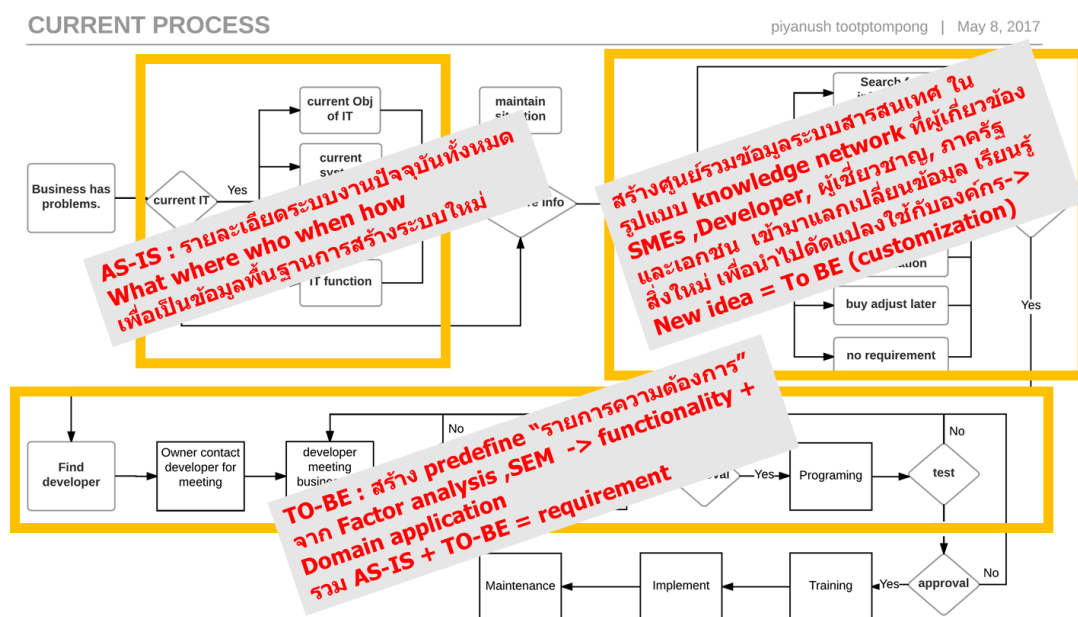 CURRENT PROCESS
piyanush tootptompong | May 8, 2017
Business has
problems.
current IT
Yes
current Obj
of IT
current
IT function
maintain
Info
Search
สร้างศูนย์รวมข้อมูลระบบสารสนเทศ ใน
รูปแบบ knowledge network ที่ผู้เกี่ยวข้อง
SMEs ,Developer, ผู้เชี่ยวชาญ, ภาครัฐ
และเอกชน เข้ามาแลกเปลี่ยนข้อมูล เรียนรู้
สิ่งใหม่ เพื่อนำไปดัดแปลงใช้กับองค์กร->
New idea = To BE (customization)
AS-IS : รายละเอียดระบบงานปัจจุบันทั้งหมด
What where who when how
เพื่อเป็นข้อมูลพื้นฐานการสร้างระบบใหม่
buy adjust later
no requirement
Yes
Find
developer
Owner contact
developer for
meeting
developer
meeting
No
TO-BE : สร้าง predefine “รายการความต้องการ”
จาก Factor analysis ,SEM -> functionality +
Domain application
รวม AS-IS + TO-BE = requirement
Yes
Programing
test
No
approval
No
Yes
Training
Implement
Maintenance